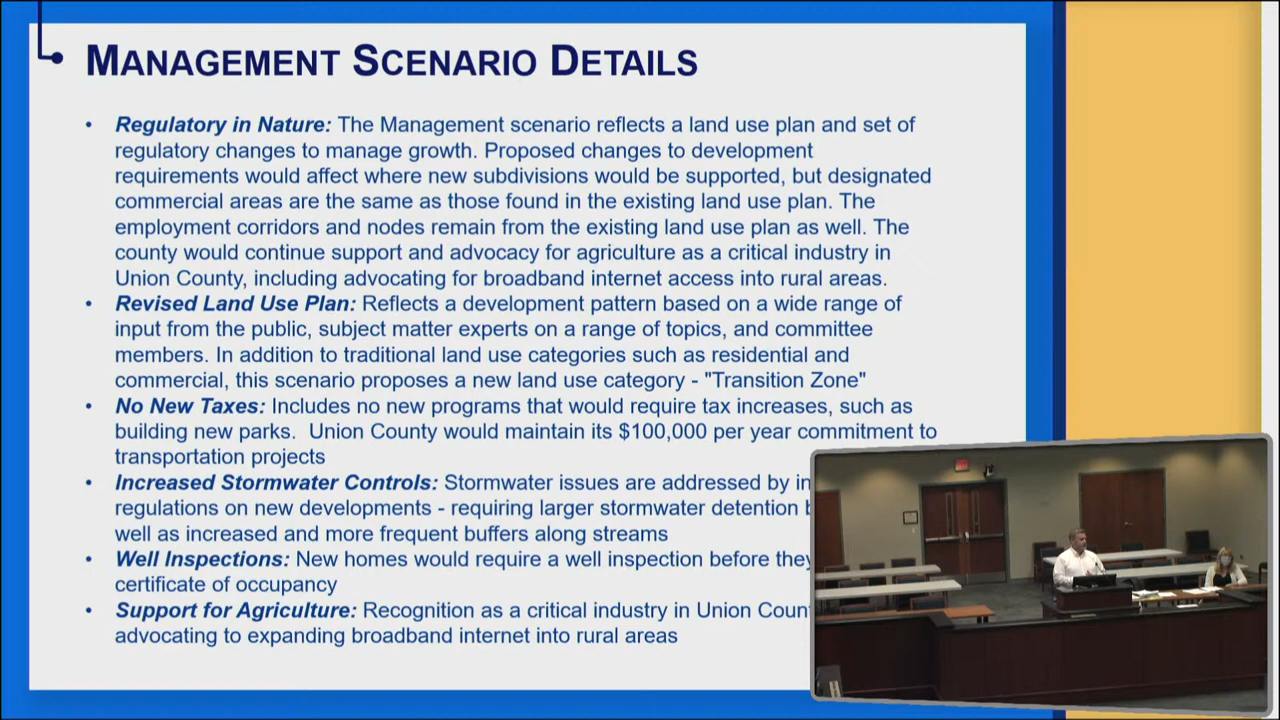 MANAGEMENT SCENARIO DETAILS
• Regulatory in Nature: The Management scenario reflects a land use plan and set of
regulatory changes to manage growth. Proposed changes to development
requirements would affect where new subdivisions would be supported, but designated
commercial areas are the same as those found in the existing land use plan. The
employment corridors and nodes remain from the existing land use plan as well. The
county would continue support and advocacy for agriculture as a critical industry in
Union County, including advocating for broadband internet access into rural areas.
• Revised Land Use Plan: Reflects a development pattern based on a wide range of
input from the public, subject matter experts on a range of topics, and committee
members. In addition to traditional land use categories such as residential and
commercial, this scenario proposes a new land use category - "Transition Zone"
• No New Taxes: Includes no new programs that would require tax increases, such as
building new parks.  Union County would maintain its $100,000 per year commitment to
transportation projects
• Increased Stormwater Controls: Stormwater issues are addressed by in
regulations on new developments - requiring larger stormwater detention
well as increased and more frequent buffers along streams
• Well Inspections: New homes would require a well inspection before they
certificate of occupancy
• Support for Agriculture: Recognition as a critical industry in Union Coun
advocating to expanding broadband internet into rural areas